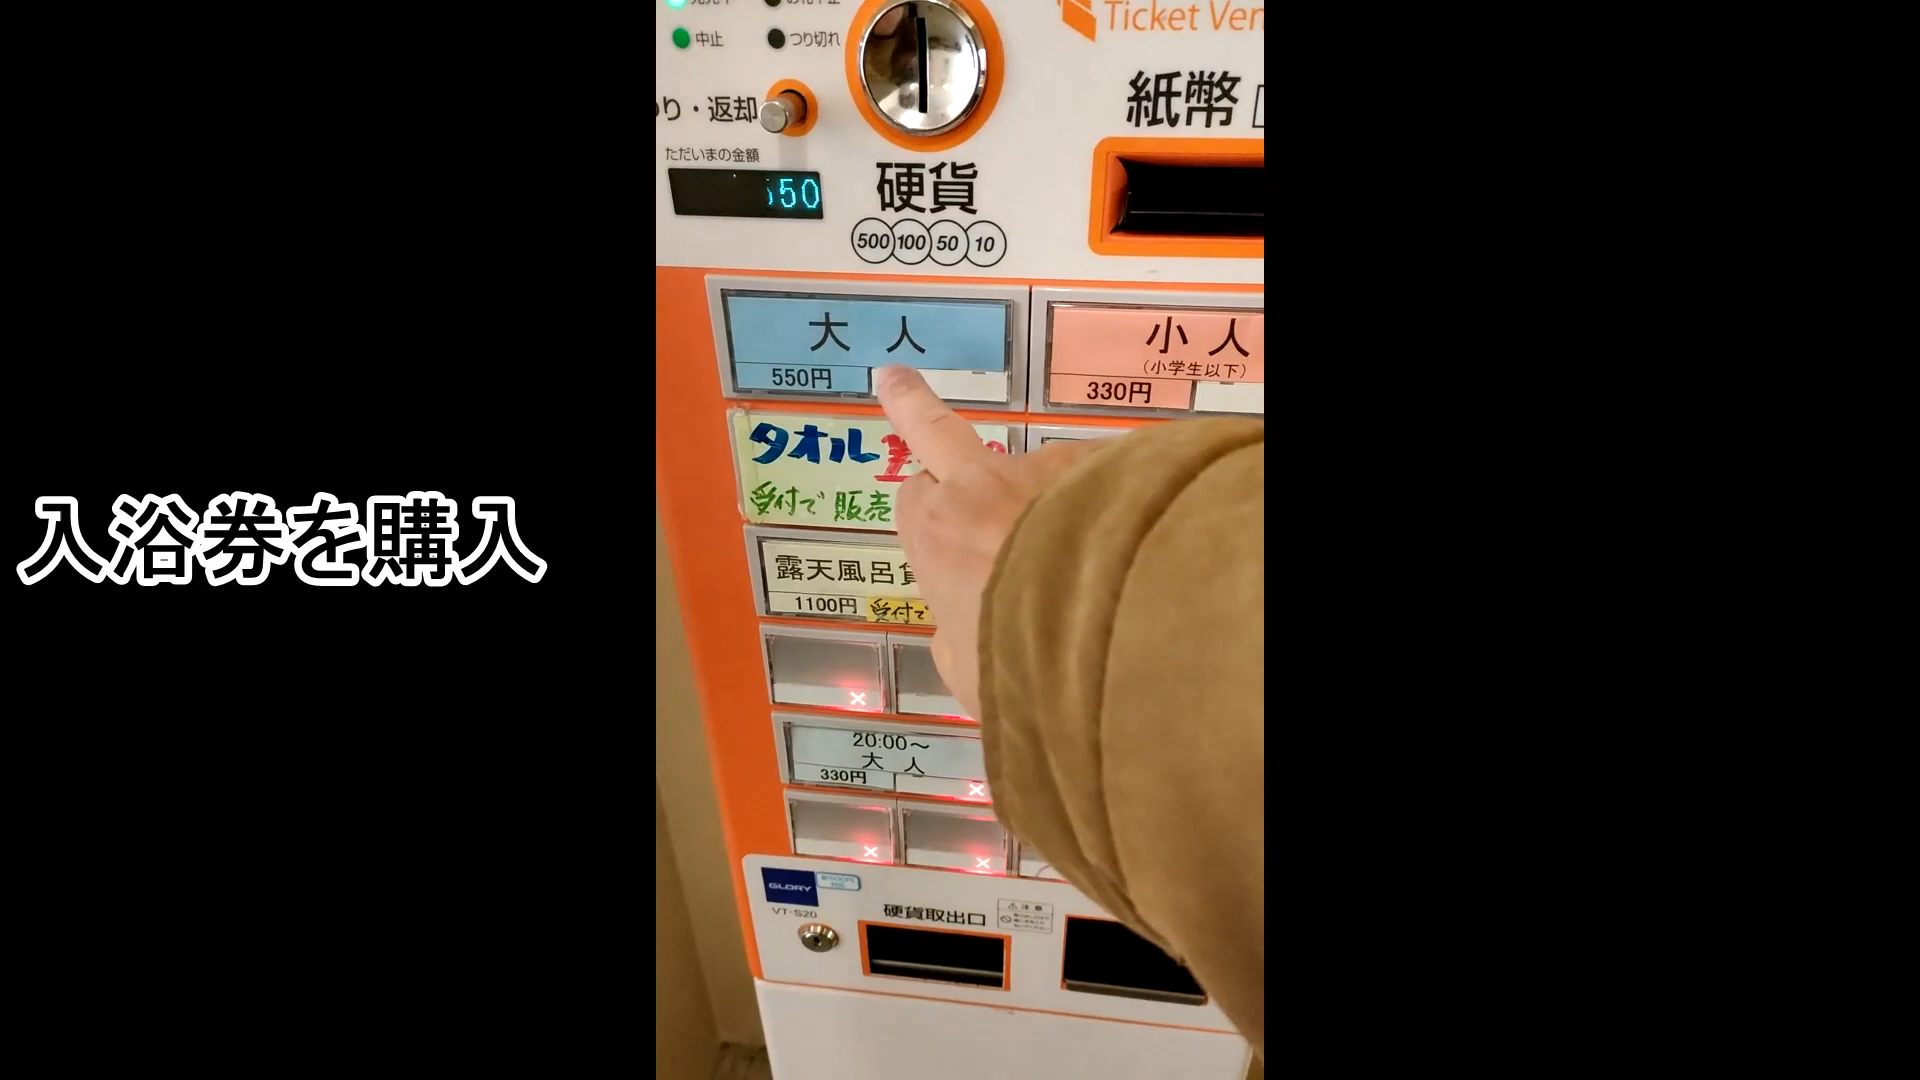 Ticket Ven
中止
つり切れ
り・返却
紙幣
ただいまの金額
550
硬貨
500 100 50 10
大人
550円
小人
(小学生以下)
330円
タオル
受付で販売
露天風呂
1100円
受付で
20:00～
大人
330円
入浴券を購入
GLORY
VT-S20
硬貨取出口
注意